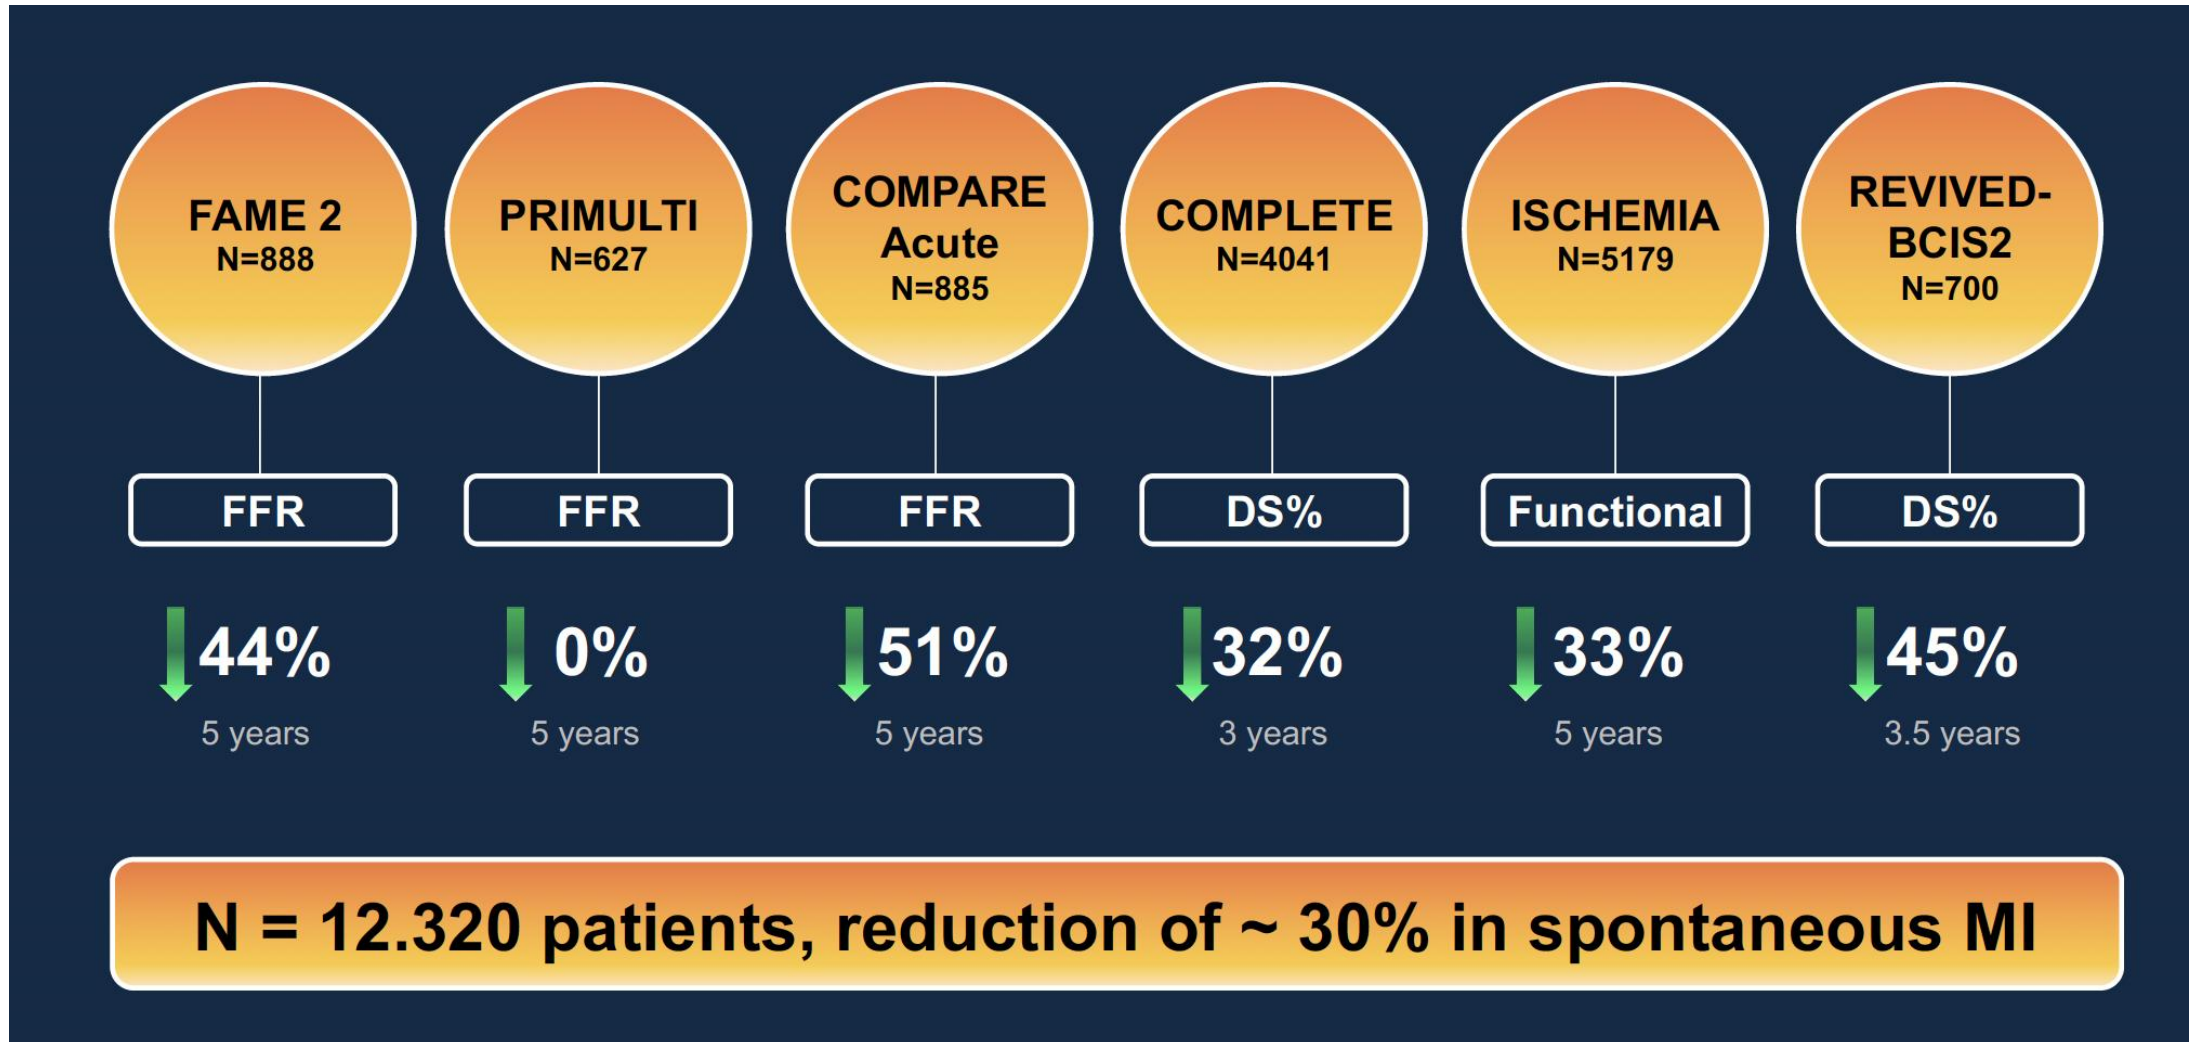 FAME 2
N=888
PRIMULTI
N=627
COMPARE
Acute
N=885
COMPLETE
N=4041
ISCHEMIA
N=5179
REVIVED-
BCIS2
N=700
FFR
FFR
FFR
DS%
Functional
DS%
44%
0%
51%
32%
33%
45%
5 years
5 years
5 years
3 years
5 years
3.5 years
N = 12.320 patients, reduction of ~ 30% in spontaneous MI